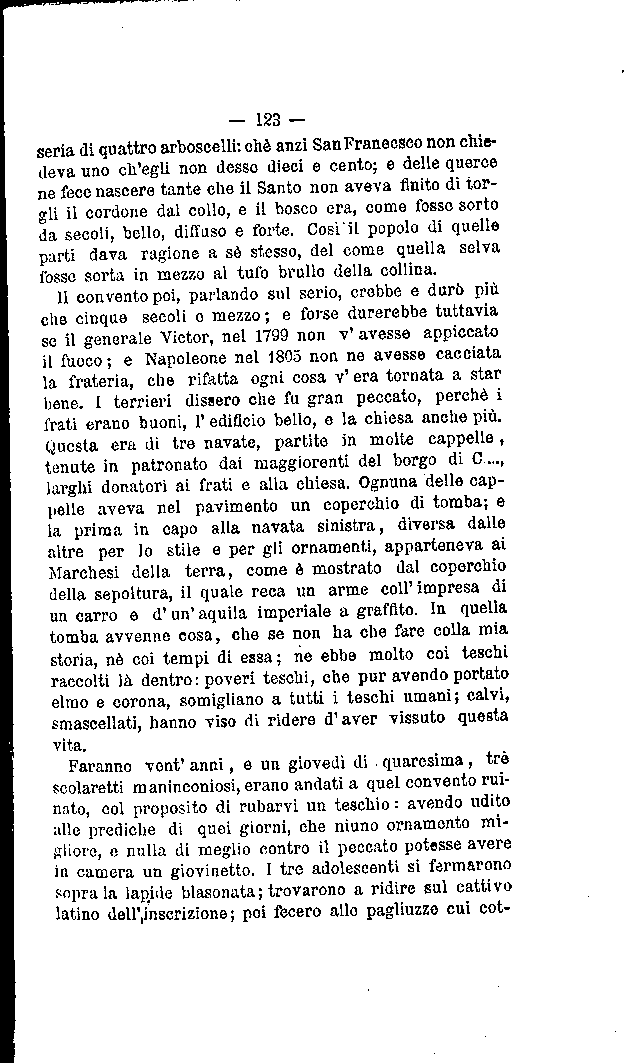 — 123 —
seria di quattro arboscelli: chè anzi San Francesco non chie-
deva uno ch'egli non desse dieci e cento; e delle querce
ne fece nascere tante che il Santo non aveva finito di tor-
gli il cordone dal collo, e il bosco era, come fosse sorto
da secoli, bello, diffuso e forte. Così il popolo di quelle
parti dava ragione a sè stesso, del come quella selva
fosse sorta in mezzo al tufo brullo della collina.
Il convento poi, parlando sul serio, crebbe e durò più
che cinque secoli e mezzo; e forse durerebbe tuttavia
se il generale Victor, nel 1799 non v' avesse appiccato
il fuoco; e Napoleone nel 1805 non ne avesse cacciata
la frateria, che rifatta ogni cosa v' era tornata a star
bene. I terrieri dissero che fu gran peccato, perchè i
frati erano buoni, l' edificio bello, e la chiesa anche più.
Questa era di tre navate, partite in molte cappelle,
tenute in patronato dai maggiorenti del borgo di C...,
larghi donatori ai frati e alla chiesa. Ognuna delle cap-
pelle aveva nel pavimento un coperchio di tomba; e
la prima in capo alla navata sinistra, diversa dalle
altre per lo stile e per gli ornamenti, apparteneva ai
Marchesi della terra, come è mostrato dal coperchio
della sepoltura, il quale reca un arme coll' impresa di
un carro e d' un' aquila imperiale a graffito. In quella
tomba avvenne cosa, che se non ha che fare colla mia
storia, nè coi tempi di essa; ne ebbe molto coi teschi
raccolti là dentro: poveri teschi, che pur avendo portato
elmo e corona, somigliano a tutti i teschi umani; calvi,
smascellati, hanno viso di ridere d' aver vissuto questa
vita.
Faranno vent' anni, e un giovedì di quaresima, trè
scolaretti maninconiosi, erano andati a quel convento rui-
nato, col proposito di rubarvi un teschio: avendo udito
alle prediche di quei giorni, che niuno ornamento mi-
gliore, e nulla di meglio contro il peccato potesse avere
in camera un giovinetto. I tre adolescenti si fermarono
sopra la lapide blasonata; trovarono a ridire sul cattivo
latino dell' inscrizione; poi fecero allo pagliuzze cui cot-